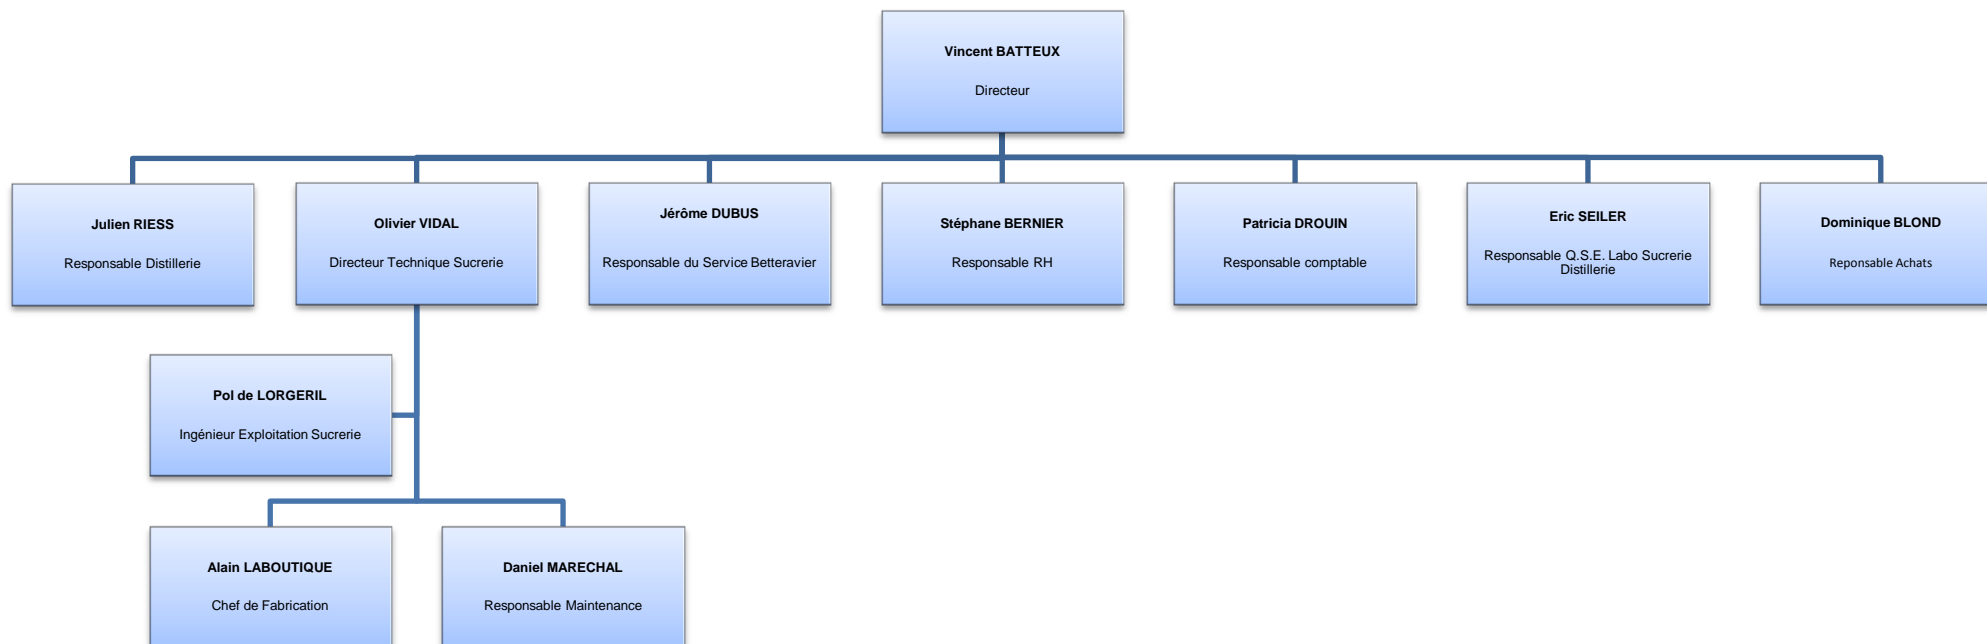 Vincent BATTEUX
Directeur
Julien RIESS
Responsable Distillerie
Olivier VIDAL
Directeur Technique Sucrerie
Jérôme DUBUS
Responsable du Service Betteravier
Stéphane BERNIER
Responsable RH
Patricia DROUIN
Responsable comptable
Eric SEILER
Responsable Q.S.E. Labo Sucrerie
Distillerie
Dominique BLOND
Reponsable Achats
Pol de LORGERIL
Ingénieur Exploitation Sucrerie
Alain LABOUTIQUE
Chef de Fabrication
Daniel MARECHAL
Responsable Maintenance